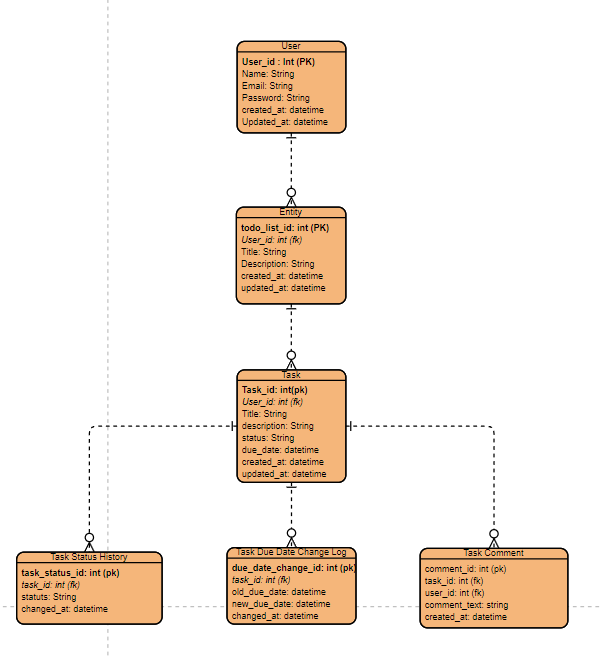 User
User_id : Int (PK)
Name: String
Email: String
Password: String
created_at: datetime
Updated_at: datetime
Entity
todo_list_id: int (PK)
User_id: int (fk)
Title: String
Description: String
created_at: datetime
updated_at: datetime
Task
Task_id: int(pk)
User_id: int (fk)
Title: String
description: String
status: String
due_date: datetime
created_at: datetime
updated_at: datetime
Task Status History
task_status_id: int (pk)
task_id: int (fk)
statuts: String
changed_at: datetime
Task Due Date Change Log
due_date_change_id: int (pk)
task_id: int (fk)
old_due_date: datetime
new_due_date: datetime
changed_at: datetime
Task Comment
comment_id: int (pk)
task_id: int (fk)
user_id: int (fk)
comment_text: string
created_at: datetime